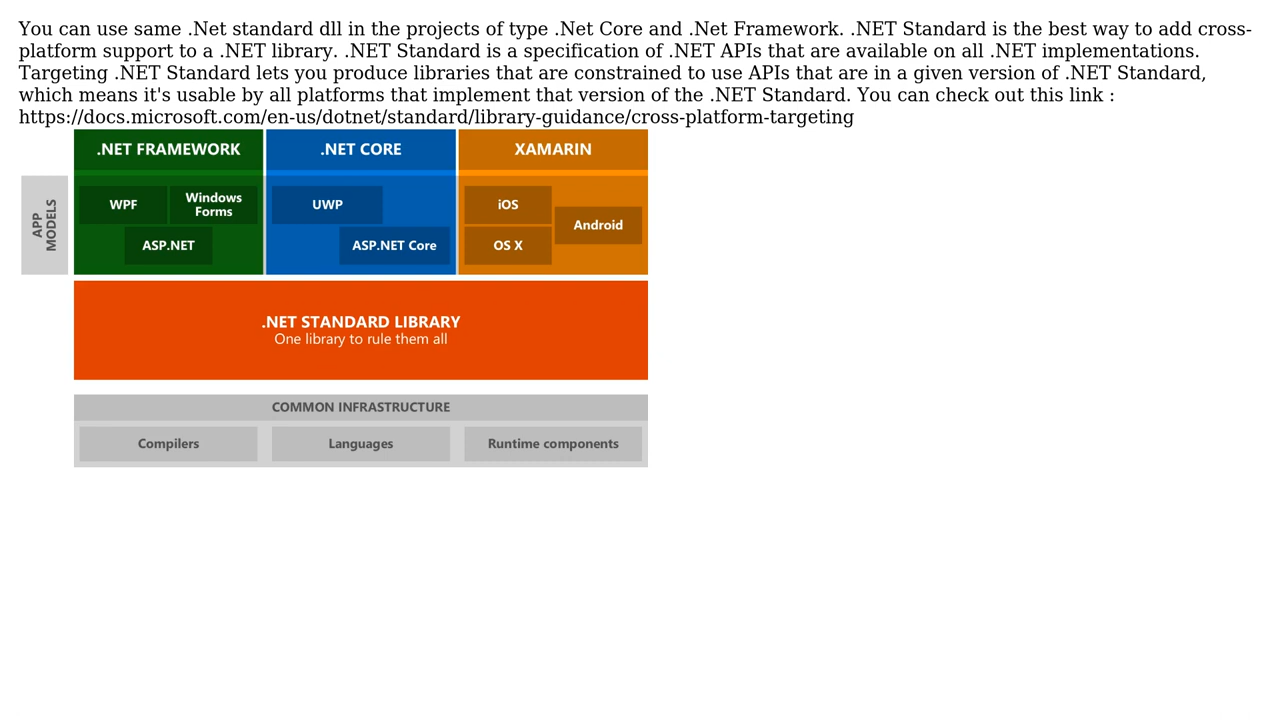 You can use same .Net standard dll in the projects of type .Net Core and .Net Framework. .NET Standard is the best way to add cross-
platform support to a .NET library. .NET Standard is a specification of .NET APIs that are available on all .NET implementations.
Targeting .NET Standard lets you produce libraries that are constrained to use APIs that are in a given version of .NET Standard,
which means it's usable by all platforms that implement that version of the .NET Standard. You can check out this link :
https://docs.microsoft.com/en-us/dotnet/standard/library-guidance/cross-platform-targeting
.NET FRAMEWORK
.NET CORE
XAMARIN
APP
MODELS
WPF
Windows
Forms
ASP.NET
UWP
ASP.NET Core
iOS
Android
OS X
.NET STANDARD LIBRARY
One library to rule them all
COMMON INFRASTRUCTURE
Compilers
Languages
Runtime components